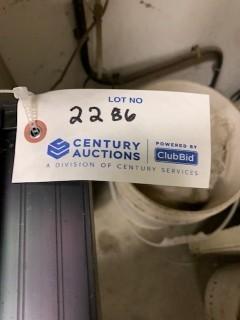 LOT NO
2286
CENTURY
AUCTIONS
A DIVISION OF CENTURY SERVICES
POWERED BY
ClubBid